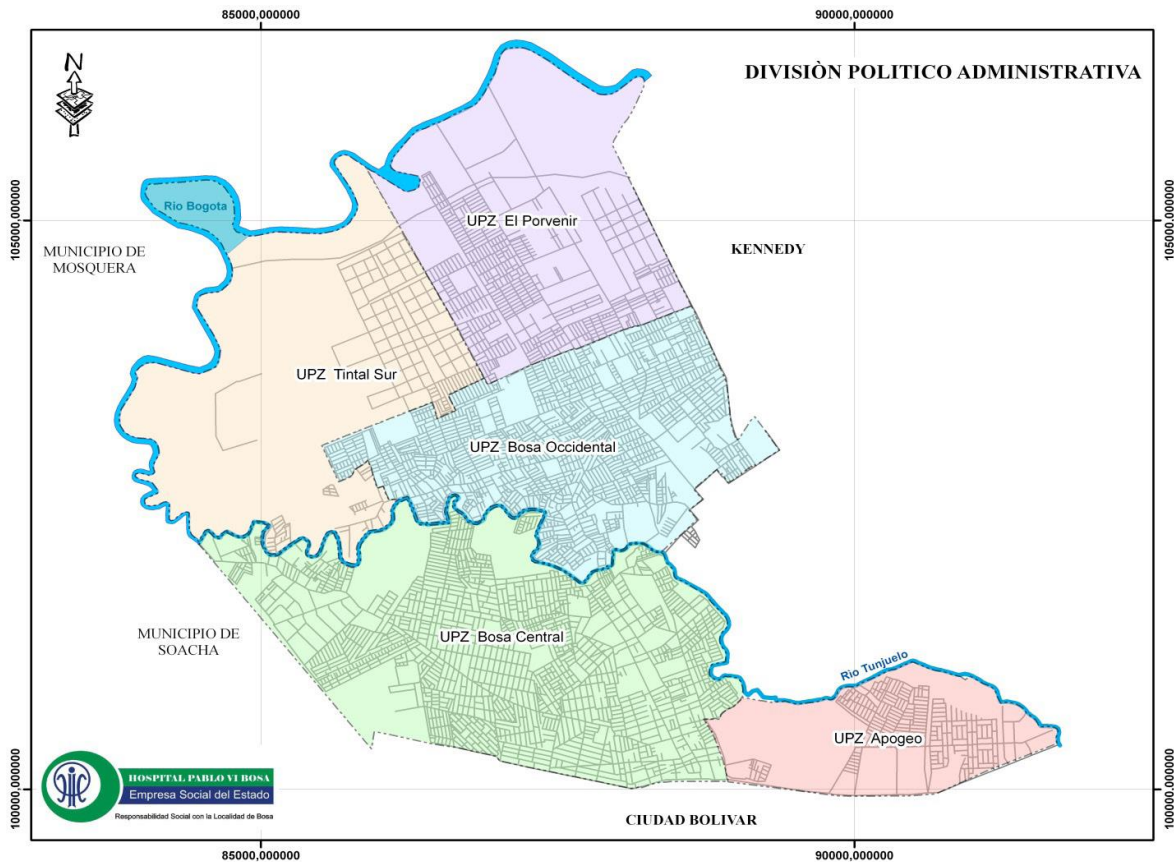 85000,000000
90000,000000
N
DIVISIÒN POLITICO ADMINISTRATIVA
105000,000000
105000,000000
Rio Bogota
UPZ El Porvenir
MUNICIPIO DE
MOSQUERA
KENNEDY
UPZ Tintal Sur
UPZ Bosa Occidental
MUNICIPIO DE
SOACHA
UPZ Bosa Central
Rio Tunjuelo
UPZ Apogeo
HOSPITAL PABLO VI BOSA
Empresa Social del Estado
Responsabilidad Social con la Localidad de Bosa
CIUDAD BOLIVAR
100000,000000
100000,000000
85000,000000
90000,000000